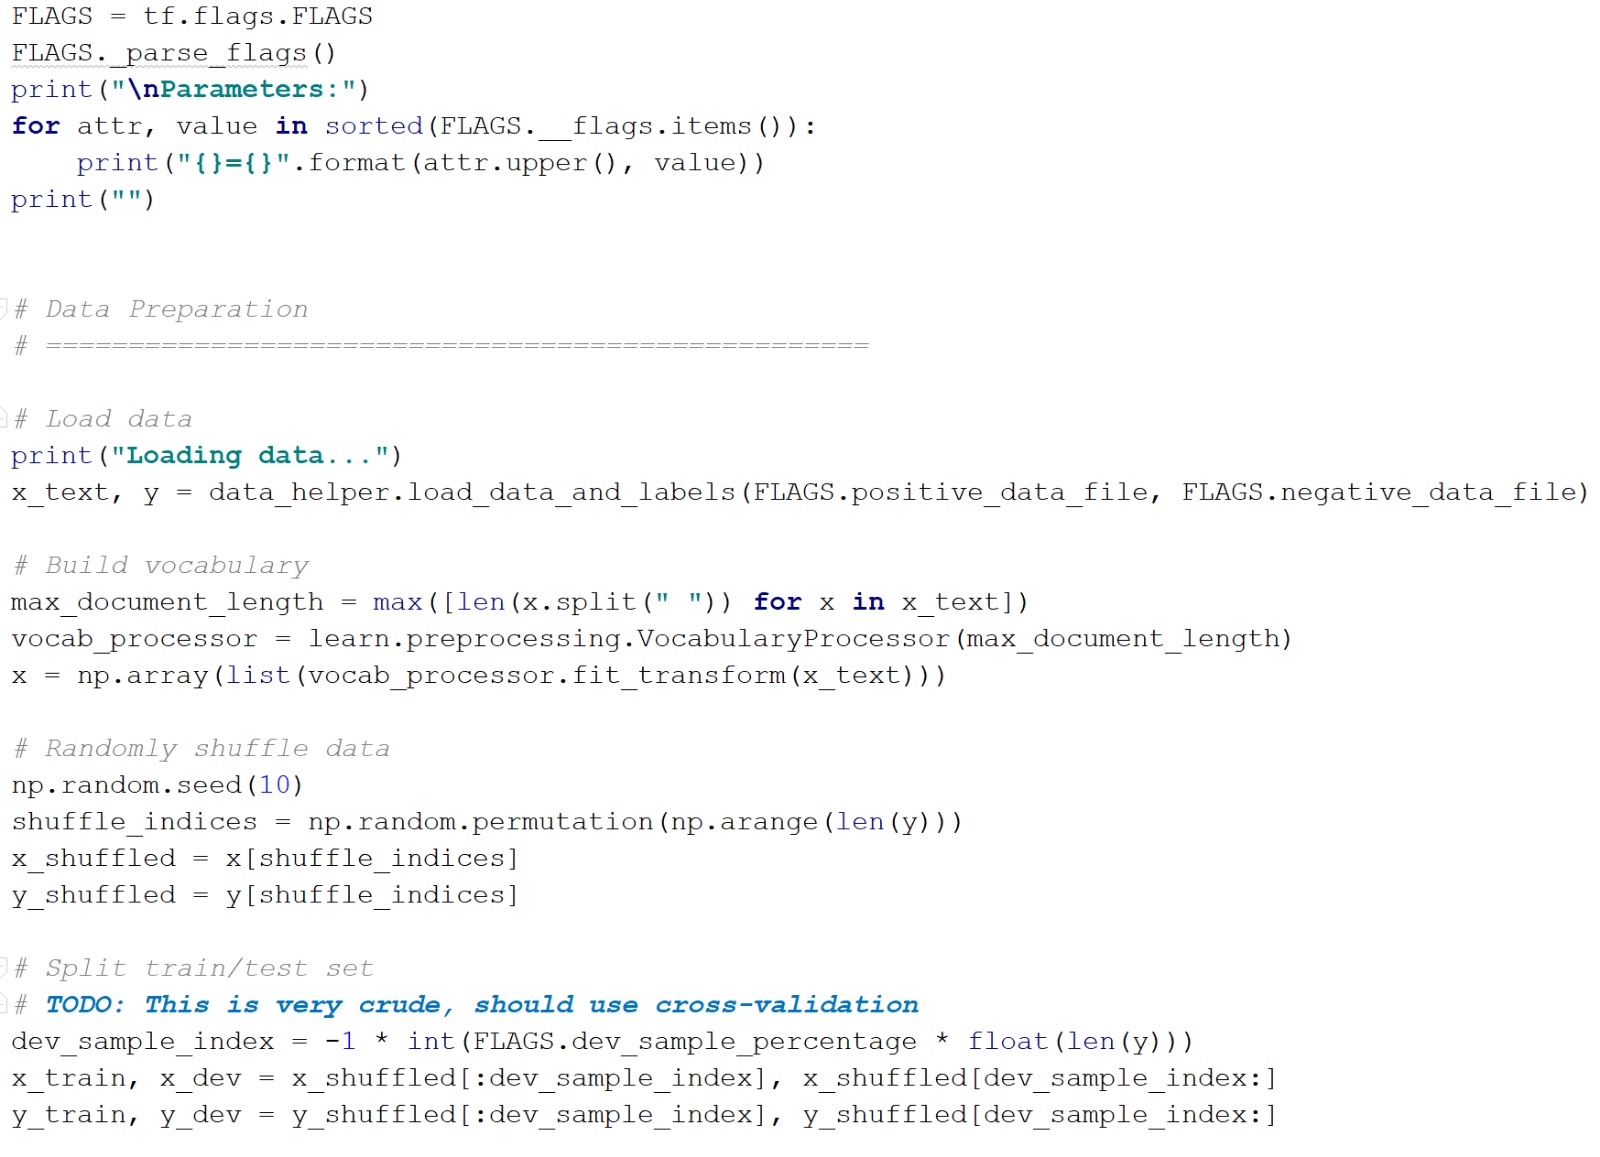 FLAGS = tf.flags.FLAGS
FLAGS._parse_flags()
print("\nParameters:")
for attr, value in sorted(FLAGS.__flags.items()):
    print("{}={}".format(attr.upper(), value))
print("")
# Data Preparation
# ==================================================
# Load data
print("Loading data...")
x_text, y = data_helper.load_data_and_labels(FLAGS.positive_data_file, FLAGS.negative_data_file)
# Build vocabulary
max_document_length = max([len(x.split(" ")) for x in x_text])
vocab_processor = learn.preprocessing.VocabularyProcessor(max_document_length)
x = np.array(list(vocab_processor.fit_transform(x_text)))
# Randomly shuffle data
np.random.seed(10)
shuffle_indices = np.random.permutation(np.arange(len(y)))
x_shuffled = x[shuffle_indices]
y_shuffled = y[shuffle_indices]
# Split train/test set
# TODO: This is very crude, should use cross-validation
dev_sample_index = -1 * int(FLAGS.dev_sample_percentage * float(len(y)))
x_train, x_dev = x_shuffled[:dev_sample_index], x_shuffled[dev_sample_index:]
y_train, y_dev = y_shuffled[:dev_sample_index], y_shuffled[dev_sample_index:]